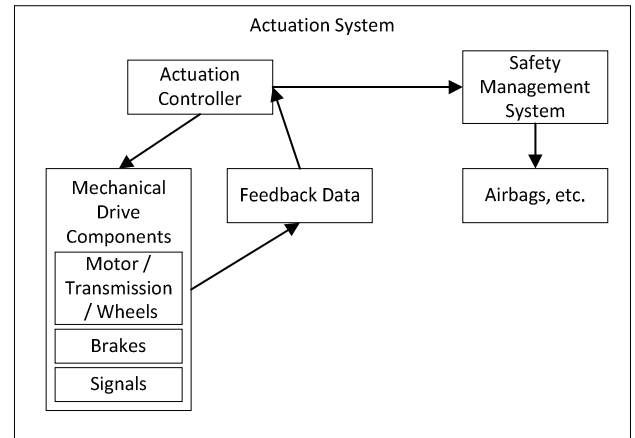 Actuation System
Actuation
Controller
Safety
Management
System
Mechanical
Drive
Components
Feedback Data
Airbags, etc.
Motor /
Transmission
/ Wheels
Brakes
Signals